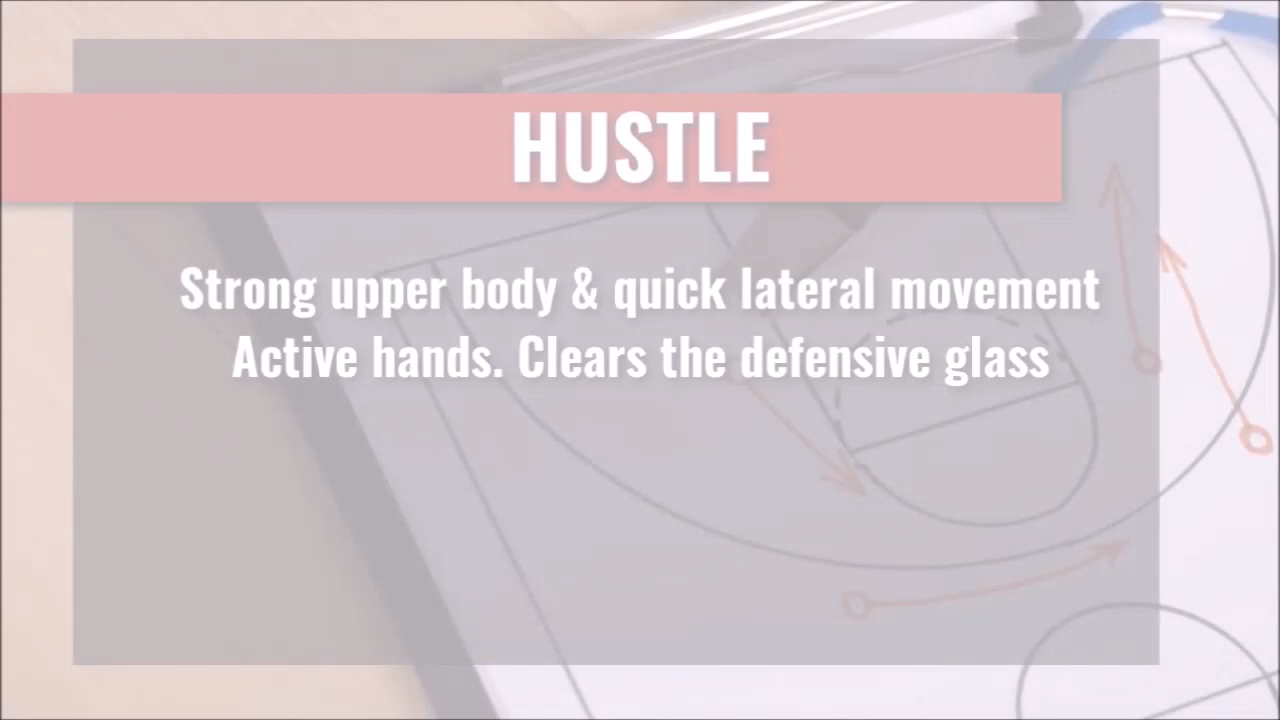 HUSTLE
Strong upper body & quick lateral movement
Active hands. Clears the defensive glass